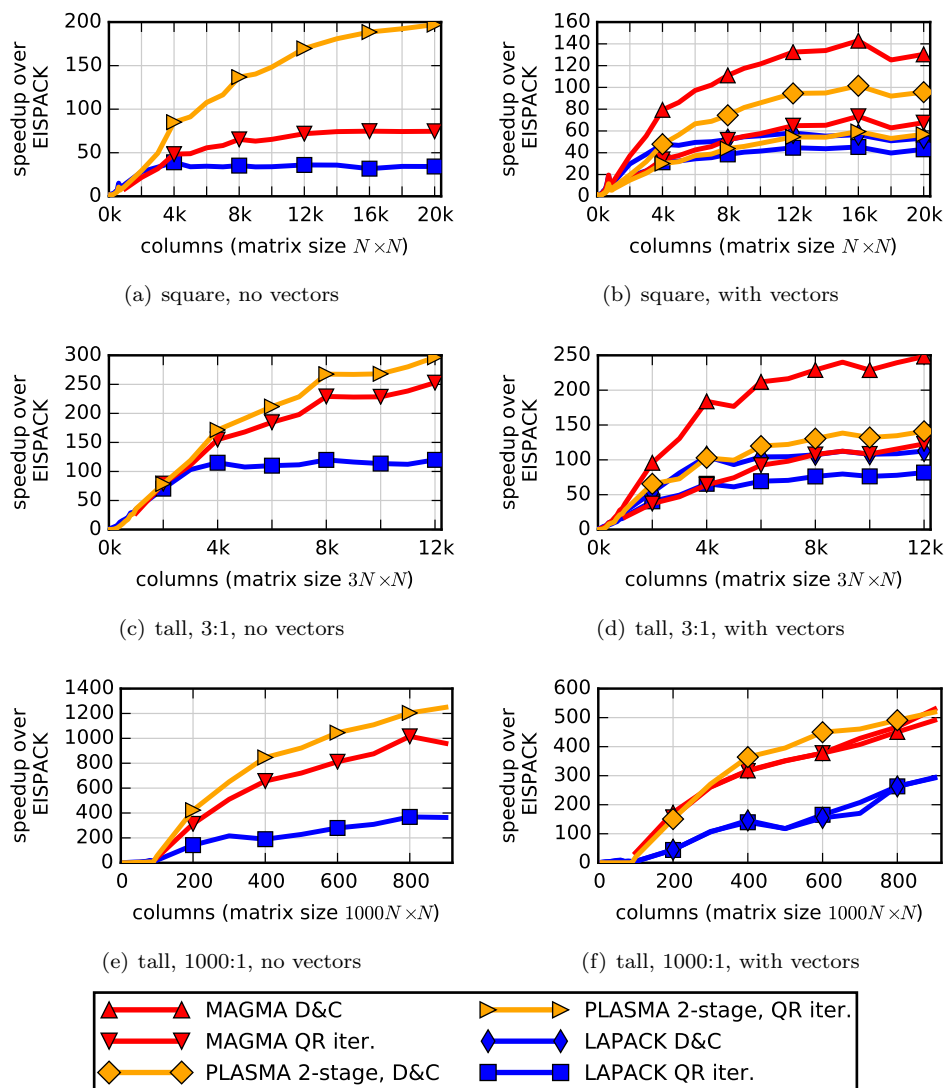 speedup over
EISPACK
200
150
100
50
0
0k 4k 8k 12k 16k 20k
columns (matrix size N×N)
(a) square, no vectors
speedup over
EISPACK
160
140
120
100
80
60
40
20
0
0k 4k 8k 12k 16k 20k
columns (matrix size N×N)
(b) square, with vectors
speedup over
EISPACK
300
250
200
150
100
50
0
0k 4k 8k 12k
columns (matrix size 3N×N)
(c) tall, 3:1, no vectors
speedup over
EISPACK
250
200
150
100
50
0
0k 4k 8k 12k
columns (matrix size 3N×N)
(d) tall, 3:1, with vectors
speedup over
EISPACK
1400
1200
1000
800
600
400
200
0
0 200 400 600 800
columns (matrix size 1000N×N)
(e) tall, 1000:1, no vectors
speedup over
EISPACK
600
500
400
300
200
100
0
0 200 400 600 800
columns (matrix size 1000N×N)
(f) tall, 1000:1, with vectors
MAGMA D&C
MAGMA QR iter.
PLASMA 2-stage, D&C
PLASMA 2-stage, QR iter.
LAPACK D&C
LAPACK QR iter.